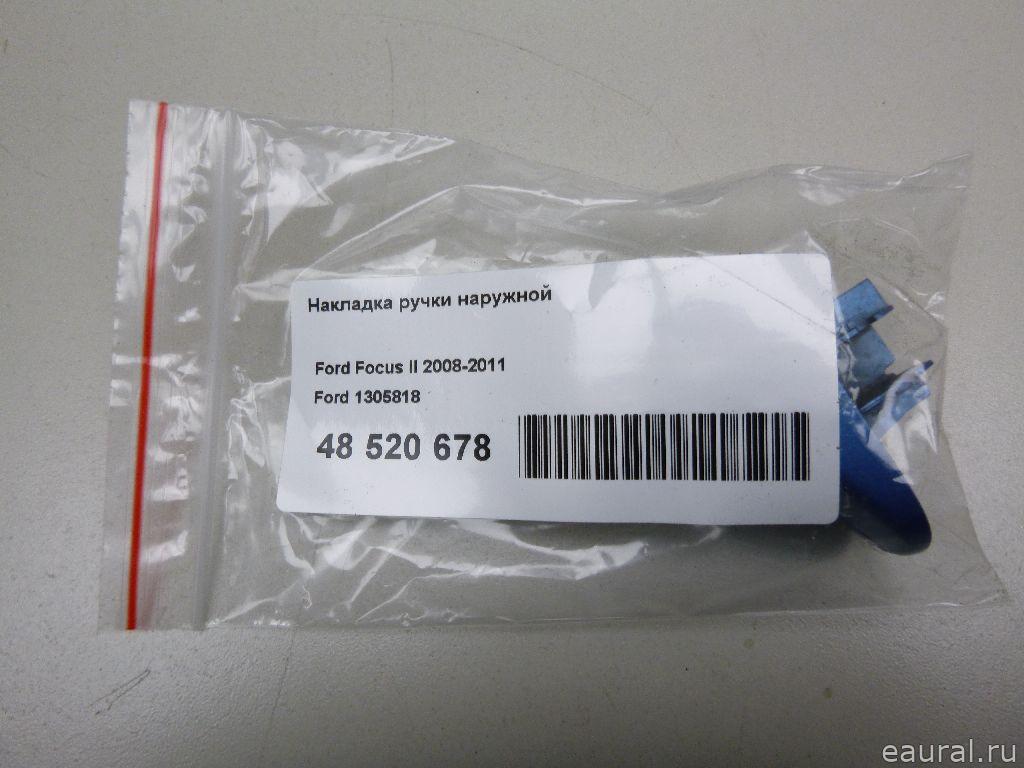 Накладка ручки наружной
Ford Focus II 2008-2011
Ford 1305818
48 520 678
eaural.ru